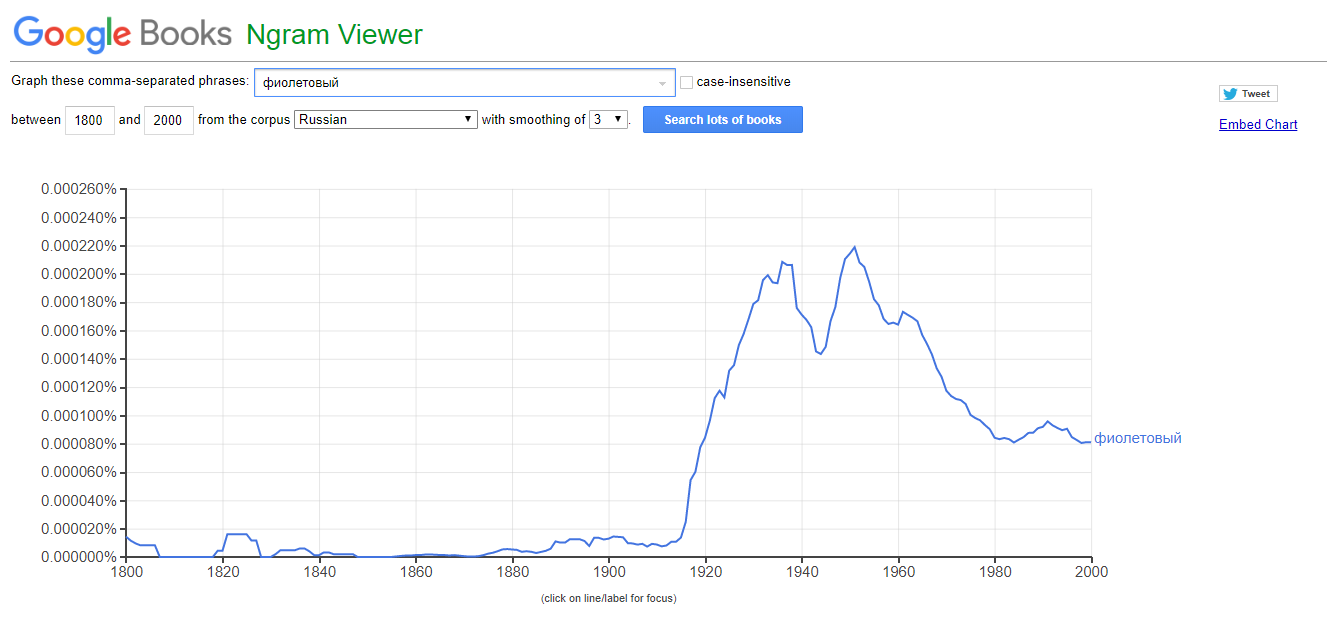 Google Books Ngram Viewer
Graph these comma-separated phrases: фиолетовый case-insensitive
between 1800 and 2000 from the corpus Russian with smoothing of 3 . Search lots of books
Tweet
Embed Chart
0.000260%
0.000240%
0.000220%
0.000200%
0.000180%
0.000160%
0.000140%
0.000120%
0.000100%
0.000080%
0.000060%
0.000040%
0.000020%
0.000000%
фиолетовый
1800 1820 1840 1860 1880 1900 1920 1940 1960 1980 2000
(click on line/label for focus)